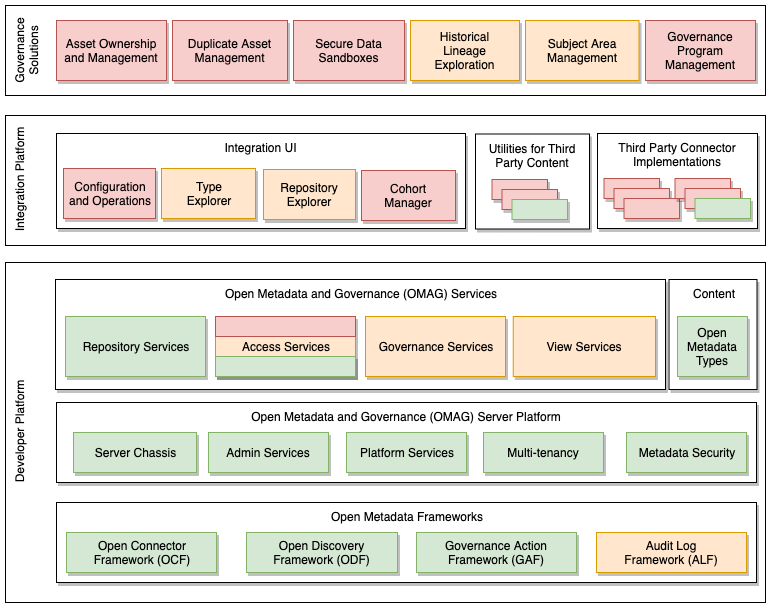 Governance
Solutions
Asset Ownership
and Management
Duplicate Asset
Management
Secure Data
Sandboxes
Historical
Lineage
Exploration
Subject Area
Management
Governance
Program
Management
Integration Platform
Integration UI
Configuration
and Operations
Type
Explorer
Repository
Explorer
Cohort
Manager
Utilities for Third
Party Content
Third Party Connector
Implementations
Developer Platform
Open Metadata and Governance (OMAG) Services
Repository Services
Access Services
Governance Services
View Services
Content
Open
Metadata
Types
Open Metadata and Governance (OMAG) Server Platform
Server Chassis
Admin Services
Platform Services
Multi-tenancy
Metadata Security
Open Metadata Frameworks
Open Connector
Framework (OCF)
Open Discovery
Framework (ODF)
Governance Action
Framework (GAF)
Audit Log
Framework (ALF)